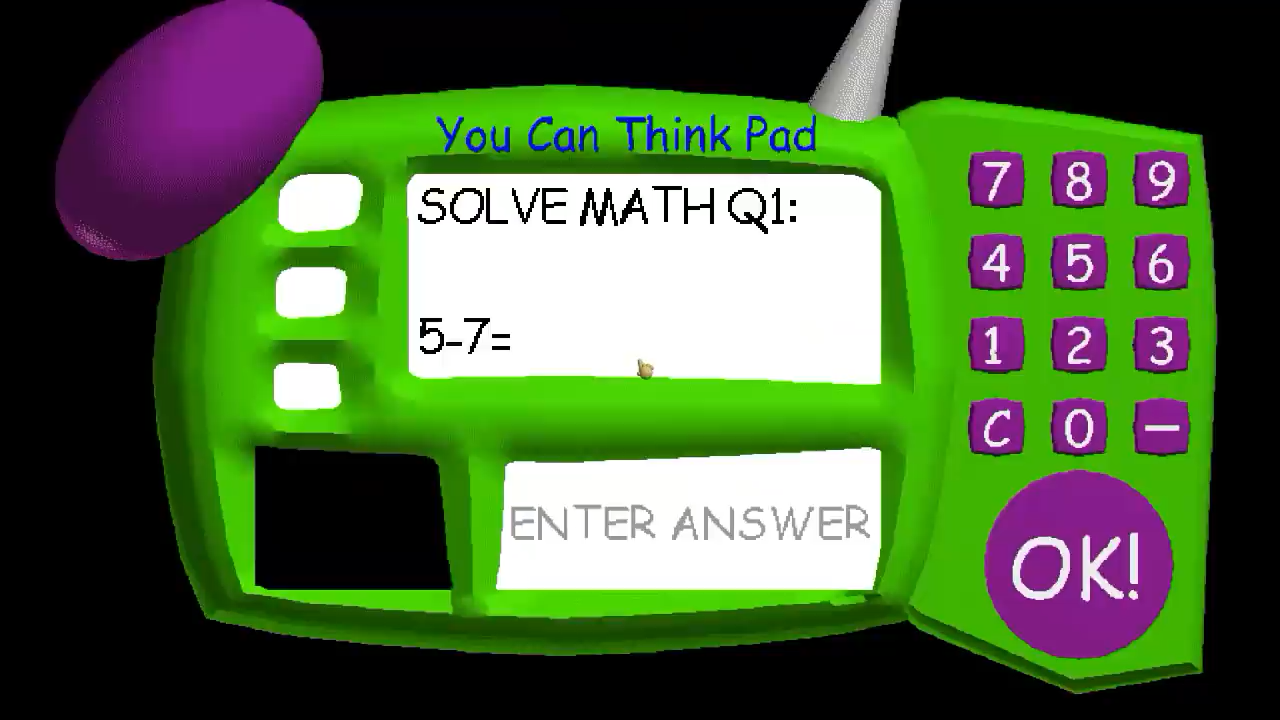 You Can Think Pad
SOLVE MATH Q1:
5-7=
ENTER ANSWER
7 8 9
4 5 6
1 2 3
C 0 -
OK!